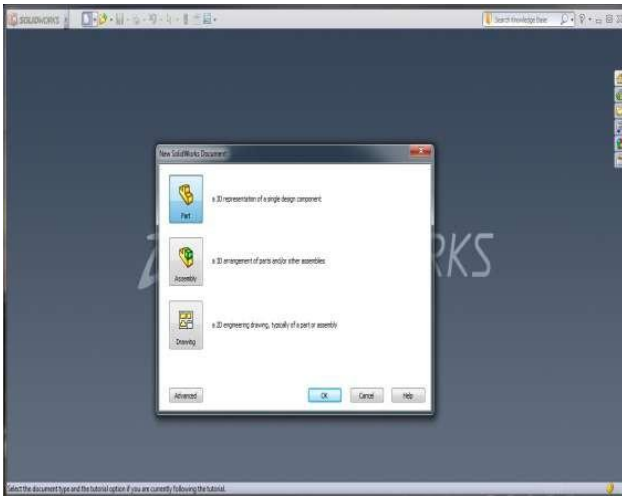 SOLIDWORKS
Search Knowledge Base
New SolidWorks Document
Part
a 3D representation of a single design component
Assembly
a 3D arrangement of parts and/or other assemblies
Drawing
a 2D engineering drawing, typically of a part or assembly
RKS
Advanced
OK
Cancel
Help
Select the document type and the tutorial option if you are currently following the tutorial.